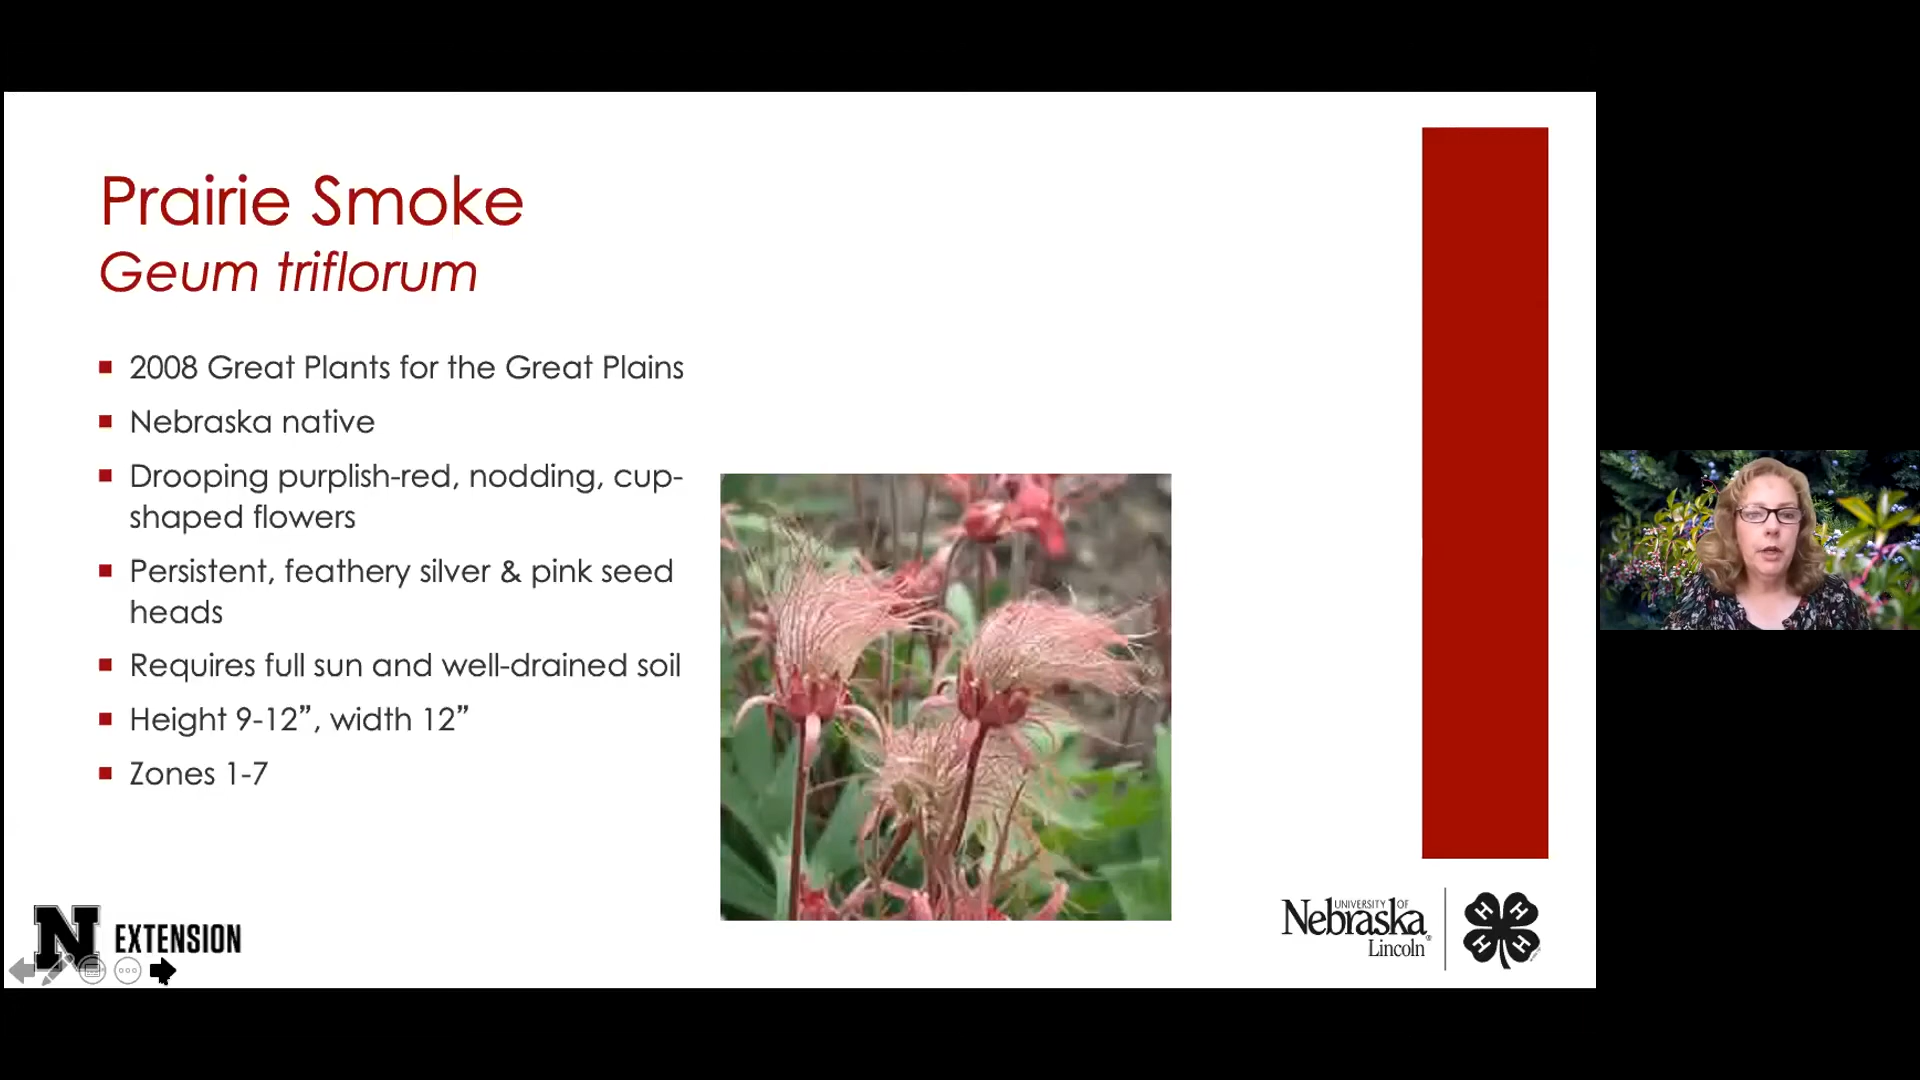 Prairie Smoke
Geum triflorum
2008 Great Plants for the Great Plains
Nebraska native
Drooping purplish-red, nodding, cup-
shaped flowers
Persistent, feathery silver & pink seed
heads
Requires full sun and well-drained soil
Height 9-12”, width 12”
Zones 1-7
N EXTENSION
UNIVERSITY OF
Nebraska®
Lincoln
H H
H H